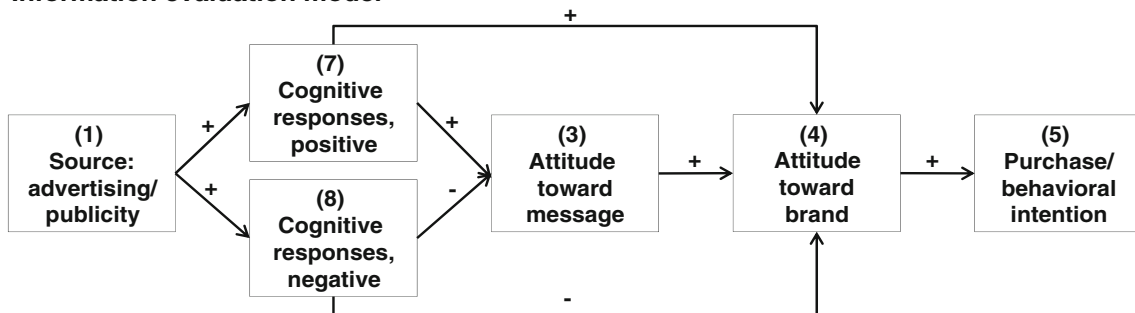 information evaluation model
+
(7)
Cognitive
responses,
positive
(1)
Source:
advertising/
publicity
+
+
+
-
(3)
Attitude
toward
message
+
(4)
Attitude
toward
brand
+
(5)
Purchase/
behavioral
intention
(8)
Cognitive
responses,
negative
-